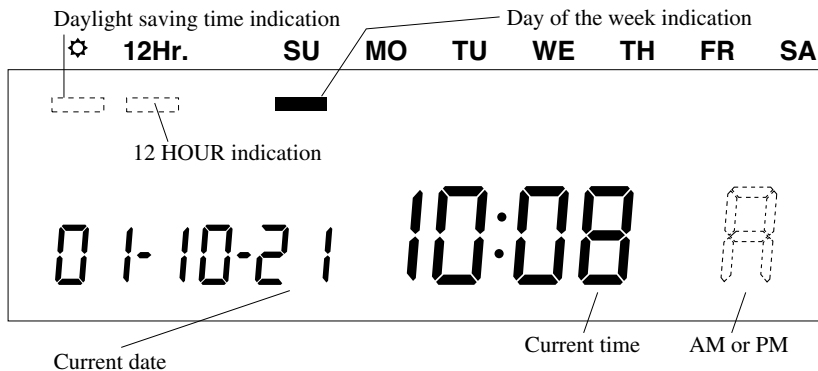 Daylight saving time indication
Day of the week indication
12Hr. SU MO TU WE TH FR SA
12 HOUR indication
01-10-21 10:08 A
Current time AM or PM
Current date